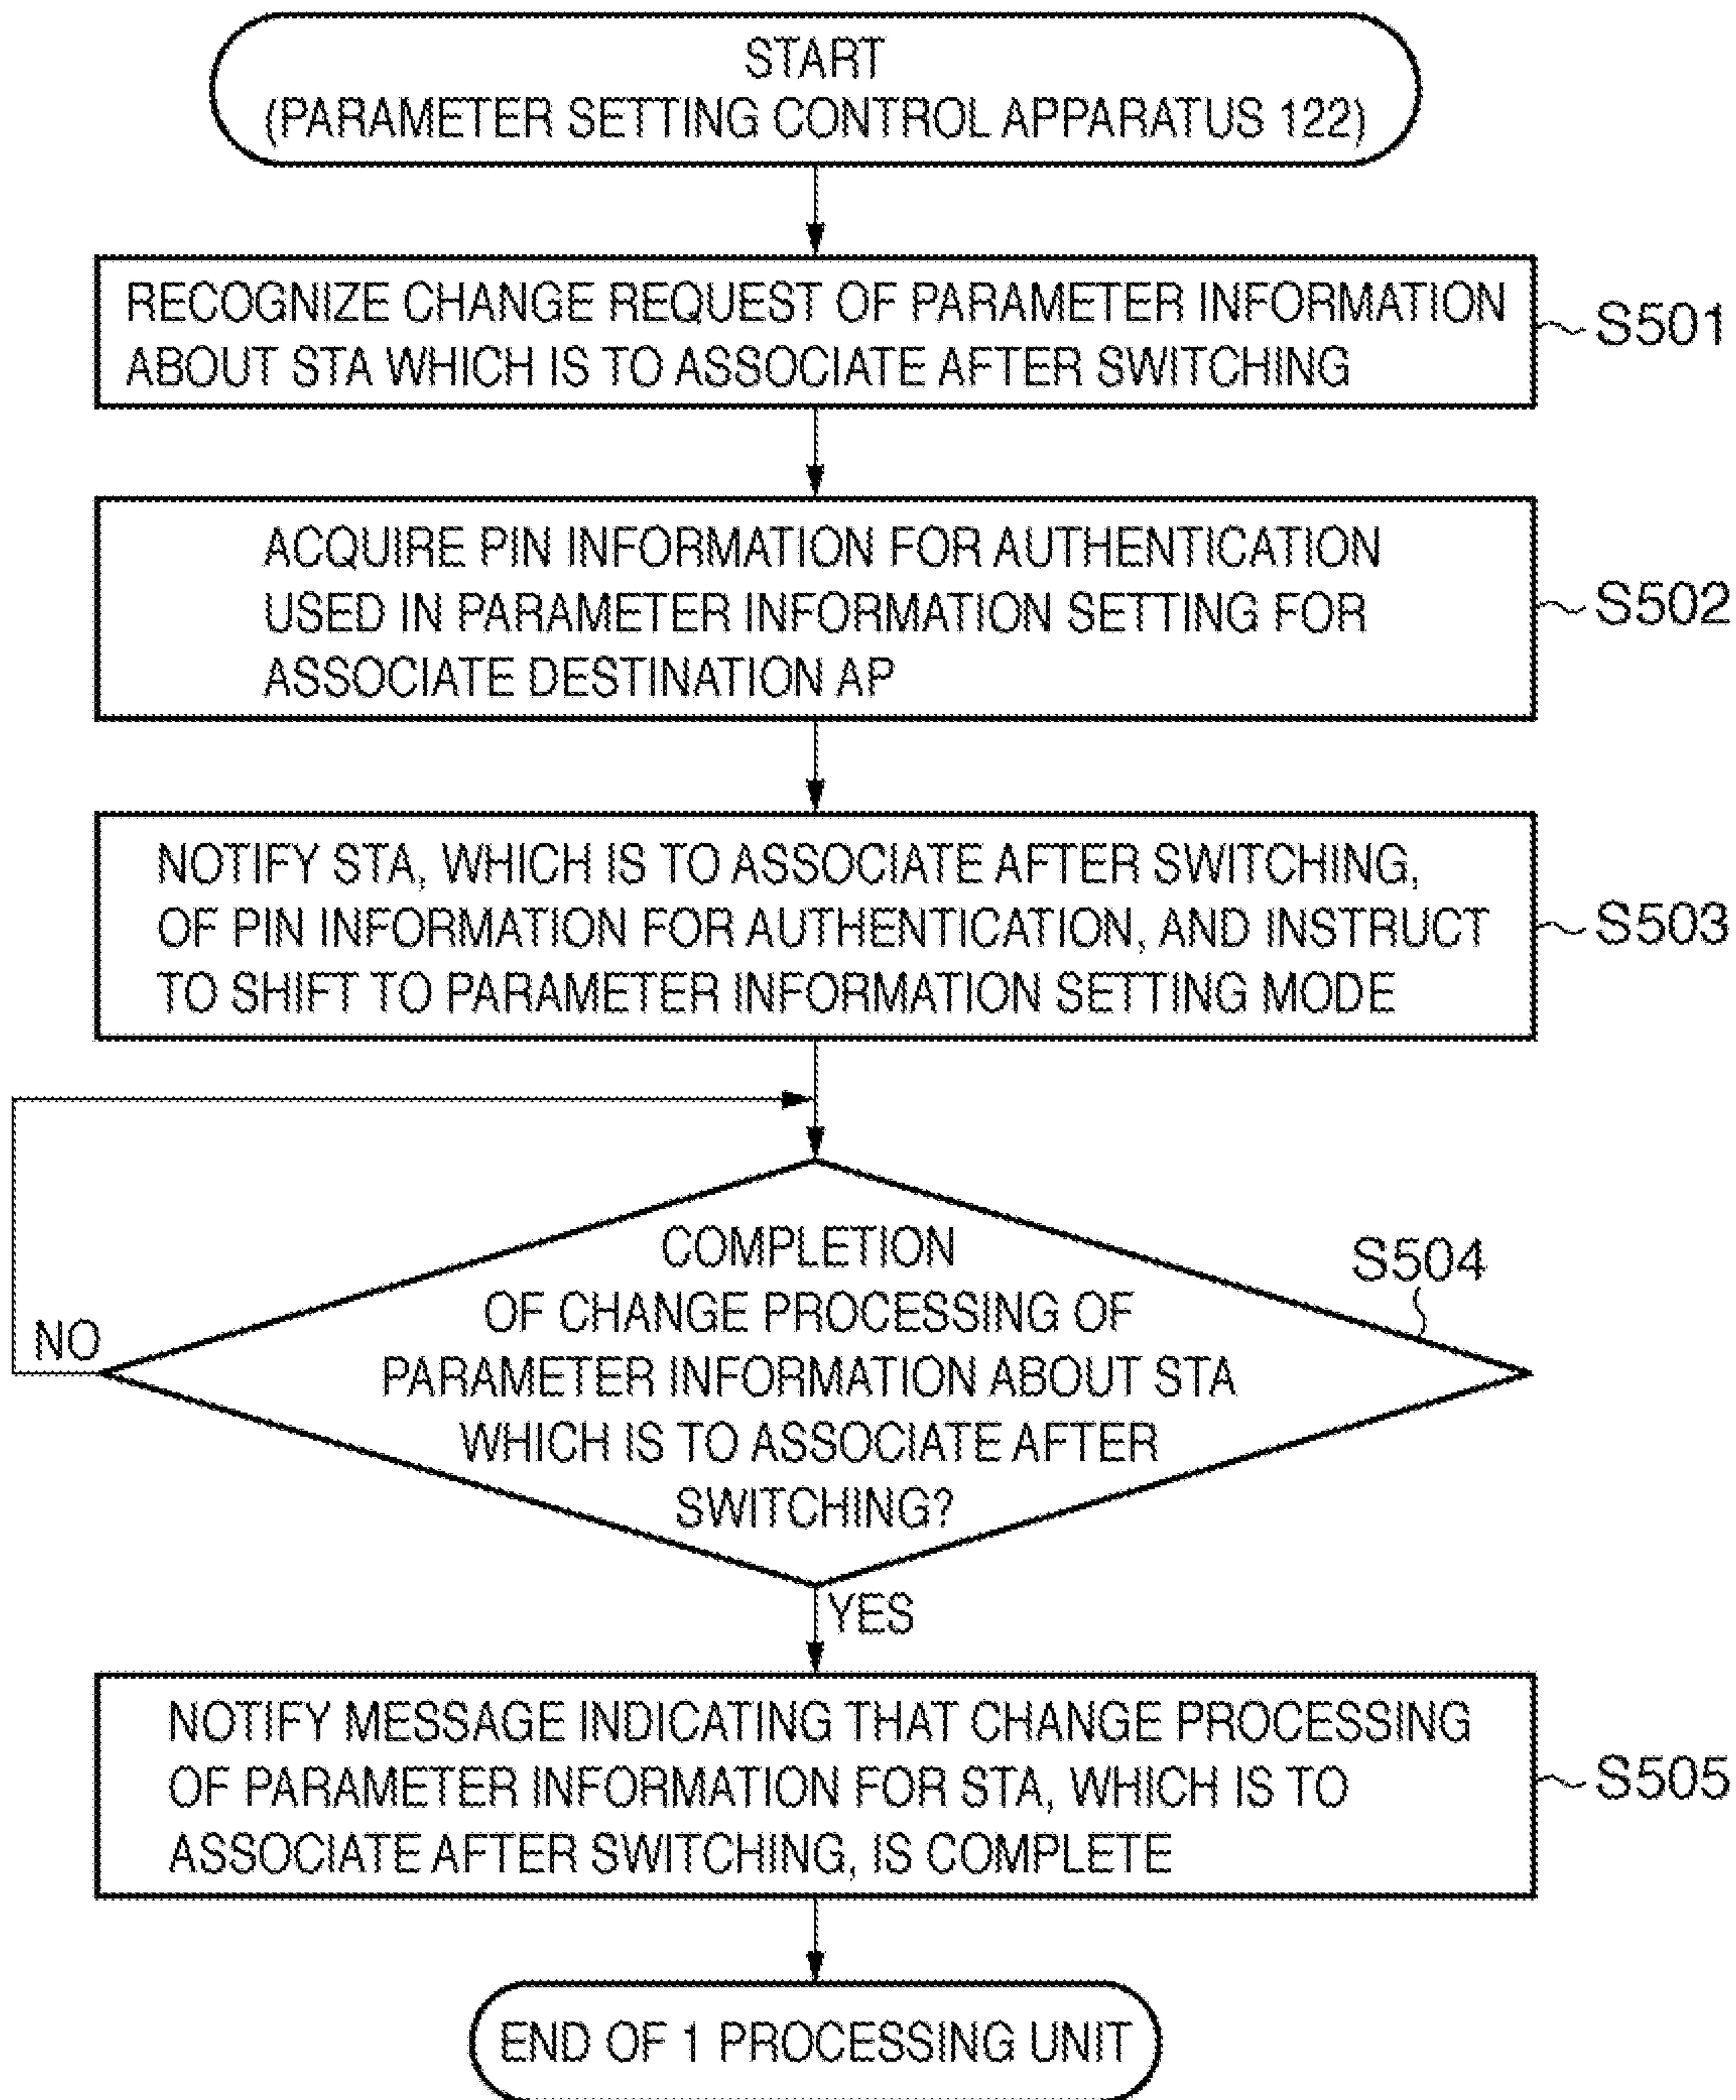 START
(PARAMETER SETTING CONTROL APPARATUS 122)
RECOGNIZE CHANGE REQUEST OF PARAMETER INFORMATION
ABOUT STA WHICH IS TO ASSOCIATE AFTER SWITCHING
S501
ACQUIRE PIN INFORMATION FOR AUTHENTICATION
USED IN PARAMETER INFORMATION SETTING FOR
ASSOCIATE DESTINATION AP
S502
NOTIFY STA, WHICH IS TO ASSOCIATE AFTER SWITCHING,
OF PIN INFORMATION FOR AUTHENTICATION, AND INSTRUCT
TO SHIFT TO PARAMETER INFORMATION SETTING MODE
S503
COMPLETION
OF CHANGE PROCESSING OF
PARAMETER INFORMATION ABOUT STA
WHICH IS TO ASSOCIATE AFTER
SWITCHING?
S504
NO
YES
NOTIFY MESSAGE INDICATING THAT CHANGE PROCESSING
OF PARAMETER INFORMATION FOR STA, WHICH IS TO
ASSOCIATE AFTER SWITCHING, IS COMPLETE
S505
END OF 1 PROCESSING UNIT